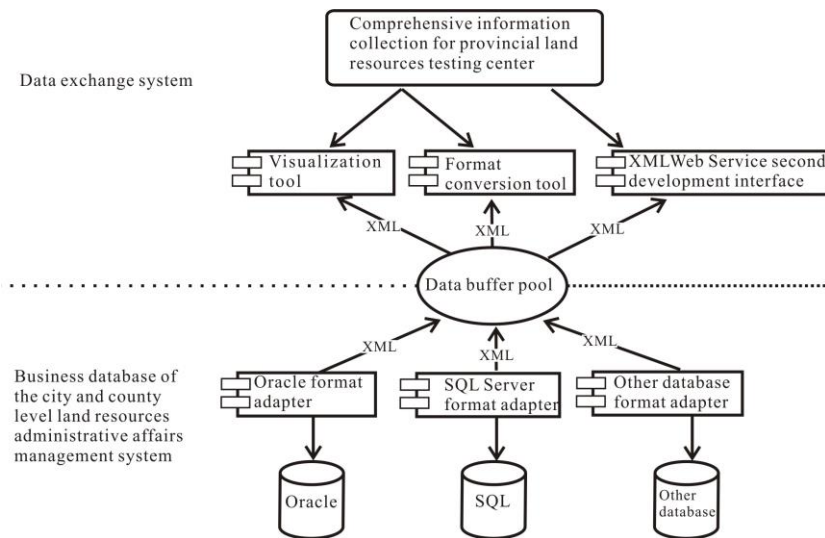 Comprehensive information
collection for provincial land
resources testing center
Data exchange system
Visualization
tool
Format
conversion tool
XMLWeb Service second
development interface
XML
XML
XML
Data buffer pool
XML
XML
XML
Business database of
the city and county
level land resources
administrative affairs
management system
Oracle format
adapter
SQL Server
format adapter
Other database
format adapter
Oracle
SQL
Other
database